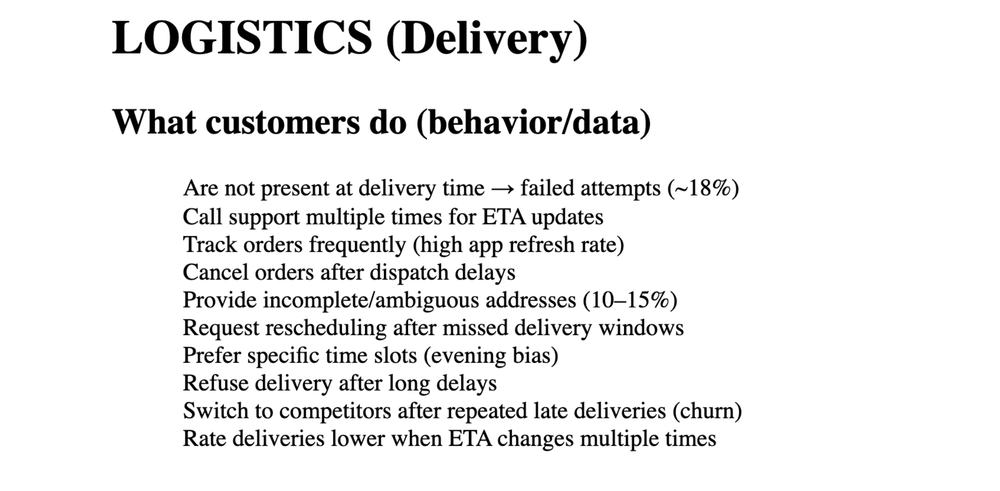 LOGISTICS (Delivery)
What customers do (behavior/data)
Are not present at delivery time → failed attempts (~18%)
Call support multiple times for ETA updates
Track orders frequently (high app refresh rate)
Cancel orders after dispatch delays
Provide incomplete/ambiguous addresses (10–15%)
Request rescheduling after missed delivery windows
Prefer specific time slots (evening bias)
Refuse delivery after long delays
Switch to competitors after repeated late deliveries (churn)
Rate deliveries lower when ETA changes multiple times